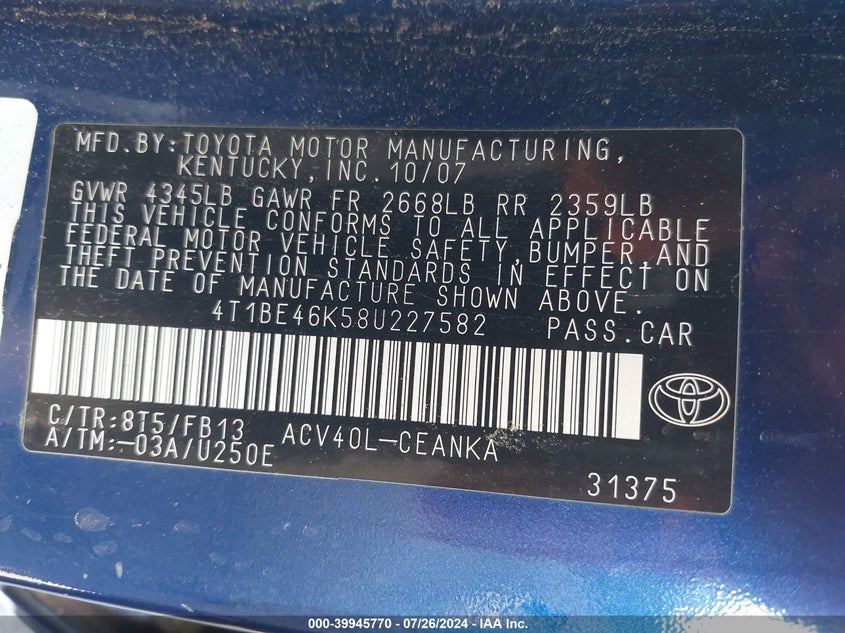 MFD.BY:TOYOTA MOTOR MANUFACTURING,
KENTUCKY,INC.10/07
GVWR 4345LB GAWR FR 2668LB RR 2359LB
THIS VEHICLE CONFORMS TO ALL APPLICABLE
FEDERAL MOTOR VEHICLE SAFETY,BUMPER,AND
THEFT PREVENTION STANDARDS IN EFFECT ON
THE DATE OF MANUFACTURE SHOWN ABOVE.
4T1BE46K58U227582 PASS.CAR
C/TR:8T5/FB13 ACV40L-CEANKA
A/TM:-03A/U250E
31375
000-39945770 - 07/26/2024 - IAA Inc.